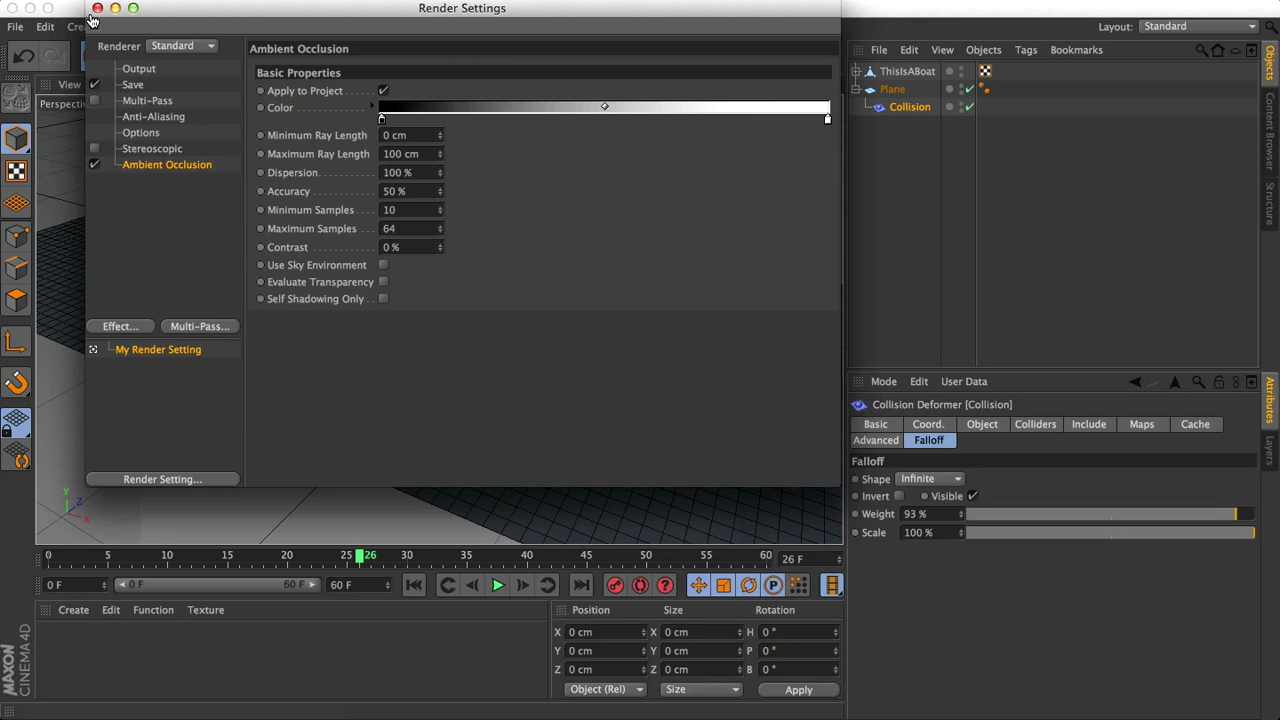 Render Settings
File Edit Cre
Layout: Standard
Renderer Standard
Output
Save
Multi-Pass
Anti-Aliasing
Options
Stereoscopic
Ambient Occlusion
Effect... Multi-Pass...
My Render Setting
Render Setting...
Ambient Occlusion
Basic Properties
Apply to Project
Color
Minimum Ray Length 0 cm
Maximum Ray Length 100 cm
Dispersion 100 %
Accuracy 50 %
Minimum Samples 10
Maximum Samples 64
Contrast 0 %
Use Sky Environment
Evaluate Transparency
Self Shadowing Only
View
Perspecti
Y
Z
X
File Edit View Objects Tags Bookmarks
ThisIsABoat
Plane
Collision
Objects
Content Browser
Structure
Mode Edit User Data
Collision Deformer [Collision]
Basic Coord. Object Colliders Include Maps Cache
Advanced Falloff
Falloff
Shape Infinite
Invert Visible
Weight 93 %
Scale 100 %
Attributes
Layers
0 5 10 15 20 25 26 30 35 40 45 50 55 60 26 F
0 F 0 F 60 F 60 F
Create Edit Function Texture
Position Size Rotation
X 0 cm X 0 cm H 0 °
Y 0 cm Y 0 cm P 0 °
Z 0 cm Z 0 cm B 0 °
Object (Rel) Size Apply
MAXON
CINEMA 4D